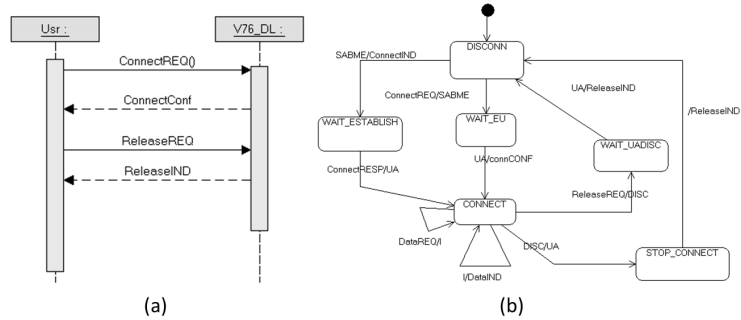 Usr :
V76_DL :
ConnectREQ()
ConnectConf
ReleaseREQ
ReleaseIND
(a)
DISCONN
SABME/ConnectIND
UA/ReleaseIND
ConnectREQ/SABME
/ReleaseIND
WAIT_ESTABLISH
WAIT_EU
WAIT_UADISC
UA/connCONF
ConnectRESP/UA
ReleaseREQ/DISC
CONNECT
DataREQ/I
DISC/UA
STOP_CONNECT
I/DataIND
(b)